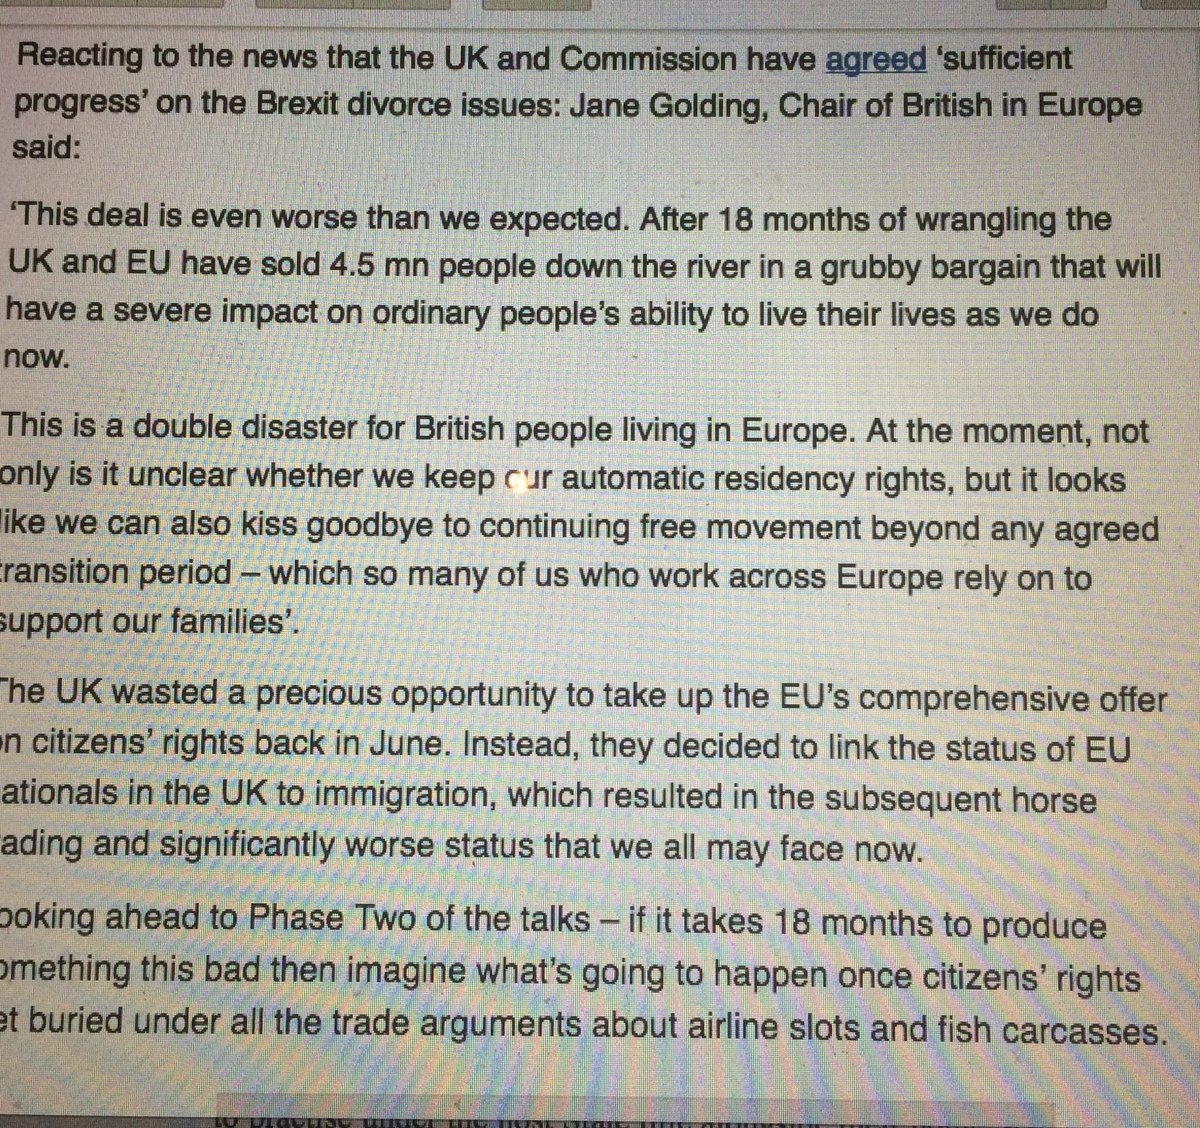 Reacting to the news that the UK and Commission have agreed ‘sufficient
progress’ on the Brexit divorce issues: Jane Golding, Chair of British in Europe
said:
‘This deal is even worse than we expected. After 18 months of wrangling the
UK and EU have sold 4.5 mn people down the river in a grubby bargain that will
have a severe impact on ordinary people’s ability to live their lives as we do
now.
This is a double disaster for British people living in Europe. At the moment, not
only is it unclear whether we keep our automatic residency rights, but it looks
like we can also kiss goodbye to continuing free movement beyond any agreed
transition period – which so many of us who work across Europe rely on to
support our families’.
The UK wasted a precious opportunity to take up the EU’s comprehensive offer
on citizens’ rights back in June. Instead, they decided to link the status of EU
ationals in the UK to immigration, which resulted in the subsequent horse
ading and significantly worse status that we all may face now.
ooking ahead to Phase Two of the talks – if it takes 18 months to produce
omething this bad then imagine what’s going to happen once citizens’ rights
et buried under all the trade arguments about airline slots and fish carcasses.